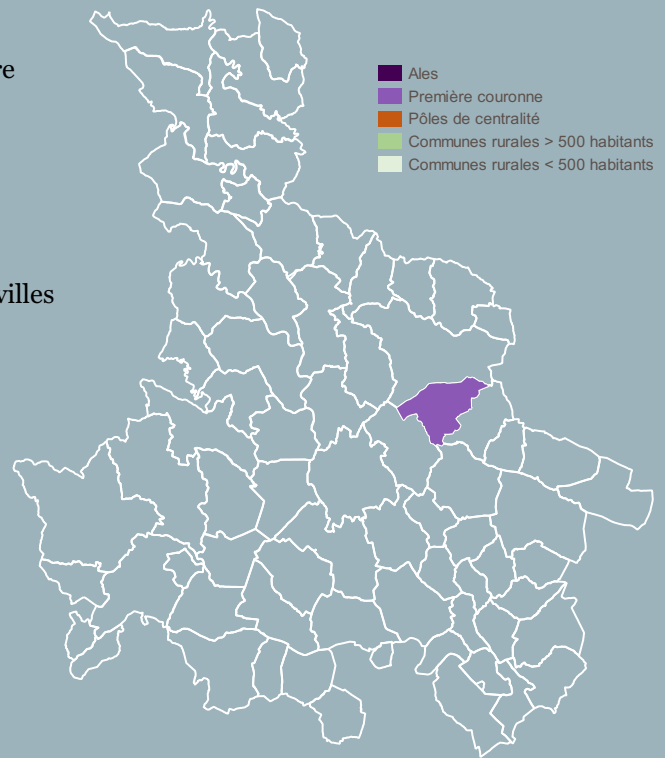 re
villes
Ales
Première couronne
Pôles de centralité
Communes rurales > 500 habitants
Communes rurales < 500 habitants